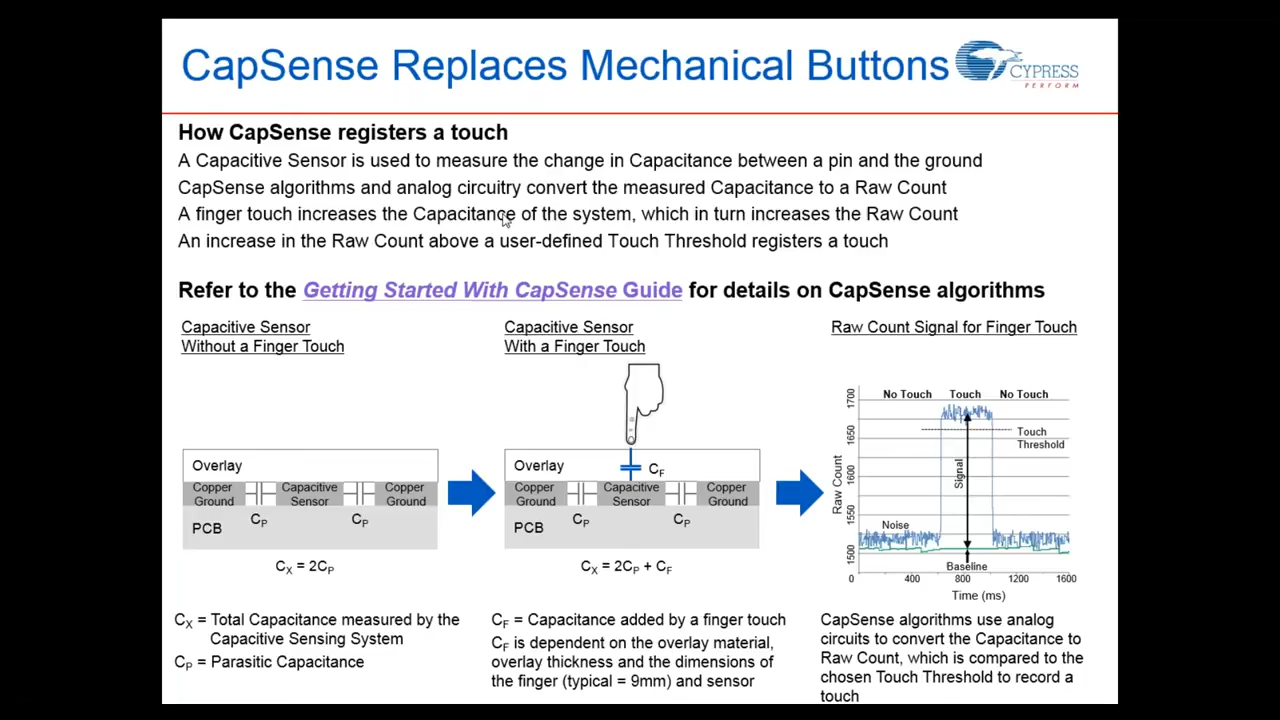 CapSense Replaces Mechanical Buttons
CYPRESS
PERFORM
How CapSense registers a touch
A Capacitive Sensor is used to measure the change in Capacitance between a pin and the ground
CapSense algorithms and analog circuitry convert the measured Capacitance to a Raw Count
A finger touch increases the Capacitance of the system, which in turn increases the Raw Count
An increase in the Raw Count above a user-defined Touch Threshold registers a touch
Refer to the Getting Started With CapSense Guide for details on CapSense algorithms
Capacitive Sensor
Without a Finger Touch
Overlay
Copper Ground
Capacitive Sensor
Copper Ground
CP
CP
PCB
CX = 2CP
CX = Total Capacitance measured by the
Capacitive Sensing System
CP = Parasitic Capacitance
Capacitive Sensor
With a Finger Touch
Overlay
CF
Copper Ground
Capacitive Sensor
Copper Ground
CP
CP
PCB
CX = 2CP + CF
CF = Capacitance added by a finger touch
CF is dependent on the overlay material,
overlay thickness and the dimensions of
the finger (typical = 9mm) and sensor
Raw Count Signal for Finger Touch
No Touch
Touch
No Touch
1700
1650
1600
1550
1500
Raw Count
Touch
Threshold
Signal
Noise
Baseline
0
400
800
1200
1600
Time (ms)
CapSense algorithms use analog
circuits to convert the Capacitance to
Raw Count, which is compared to the
chosen Touch Threshold to record a
touch